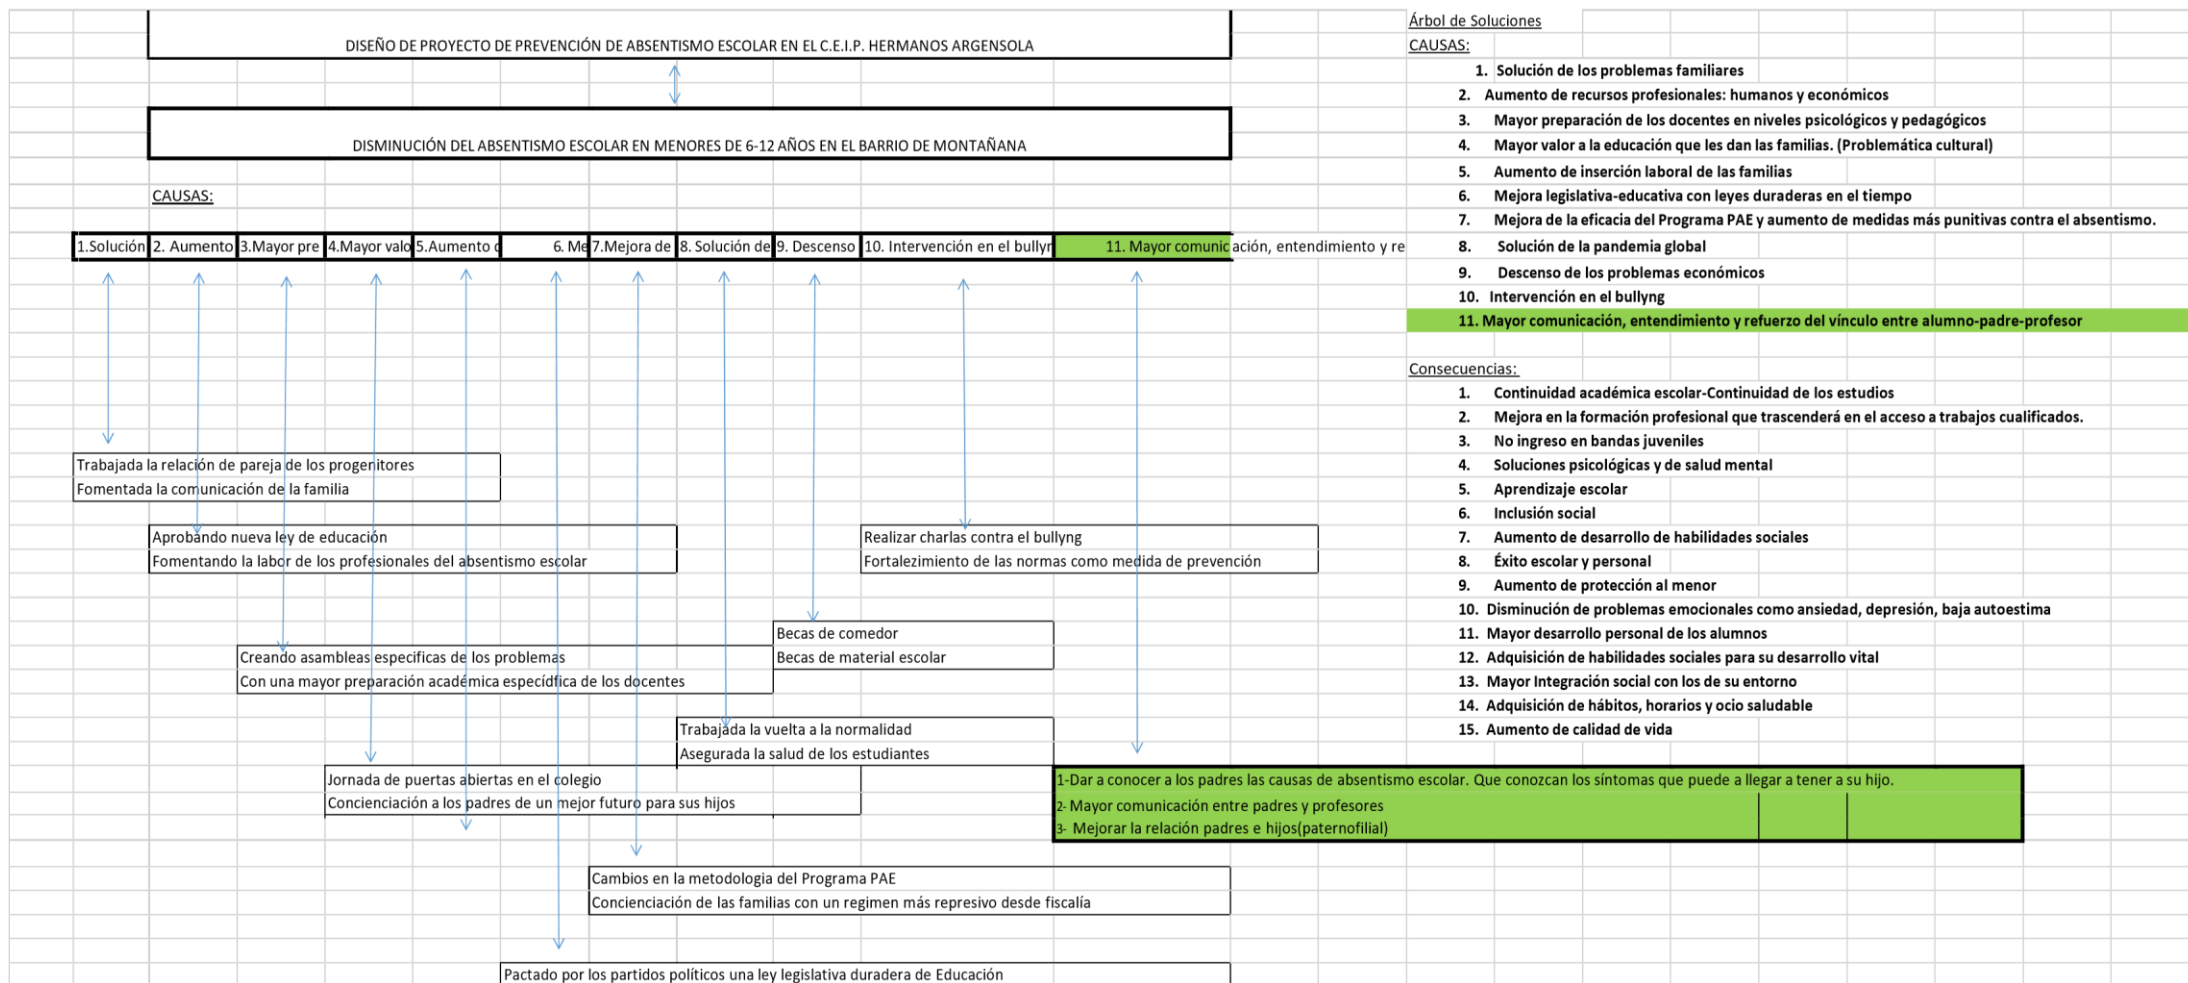 DISEÑO DE PROYECTO DE PREVENCIÓN DE ABSENTISMO ESCOLAR EN EL C.E.I.P. HERMANOS ARGENSOLA
DISMINUCIÓN DEL ABSENTISMO ESCOLAR EN MENORES DE 6-12 AÑOS EN EL BARRIO DE MONTAÑANA
CAUSAS:
1.Solución
2. Aumento
3.Mayor pre
4.Mayor valo
5.Aumento d
6. Me
7.Mejora de
8. Solución de
9. Descenso
10. Intervención en el bullyn
11. Mayor comunicación, entendimiento y re
Trabajada la relación de pareja de los progenitores
Fomentada la comunicación de la familia
Aprobando nueva ley de educación
Fomentando la labor de los profesionales del absentismo escolar
Realizar charlas contra el bullyng
Fortalezimiento de las normas como medida de prevención
Becas de comedor
Becas de material escolar
Creando asambleas especificas de los problemas
Con una mayor preparación académica específdica de los docentes
Trabajada la vuelta a la normalidad
Asegurada la salud de los estudiantes
Jornada de puertas abiertas en el colegio
Concienciación a los padres de un mejor futuro para sus hijos
1-Dar a conocer a los padres las causas de absentismo escolar. Que conozcan los síntomas que puede a llegar a tener a su hijo.
2- Mayor comunicación entre padres y profesores
3- Mejorar la relación padres e hijos(paternofilial)
Cambios en la metodologia del Programa PAE
Concienciación de las familias con un regimen más represivo desde fiscalía
Pactado por los partidos políticos una ley legislativa duradera de Educación
Árbol de Soluciones
CAUSAS:
1. Solución de los problemas familiares
2. Aumento de recursos profesionales: humanos y económicos
3. Mayor preparación de los docentes en niveles psicológicos y pedagógicos
4. Mayor valor a la educación que les dan las familias. (Problemática cultural)
5. Aumento de inserción laboral de las familias
6. Mejora legislativa-educativa con leyes duraderas en el tiempo
7. Mejora de la eficacia del Programa PAE y aumento de medidas más punitivas contra el absentismo.
8. Solución de la pandemia global
9. Descenso de los problemas económicos
10. Intervención en el bullyng
11. Mayor comunicación, entendimiento y refuerzo del vínculo entre alumno-padre-profesor
Consecuencias:
1. Continuidad académica escolar-Continuidad de los estudios
2. Mejora en la formación profesional que trascenderá en el acceso a trabajos cualificados.
3. No ingreso en bandas juveniles
4. Soluciones psicológicas y de salud mental
5. Aprendizaje escolar
6. Inclusión social
7. Aumento de desarrollo de habilidades sociales
8. Éxito escolar y personal
9. Aumento de protección al menor
10. Disminución de problemas emocionales como ansiedad, depresión, baja autoestima
11. Mayor desarrollo personal de los alumnos
12. Adquisición de habilidades sociales para su desarrollo vital
13. Mayor Integración social con los de su entorno
14. Adquisición de hábitos, horarios y ocio saludable
15. Aumento de calidad de vida